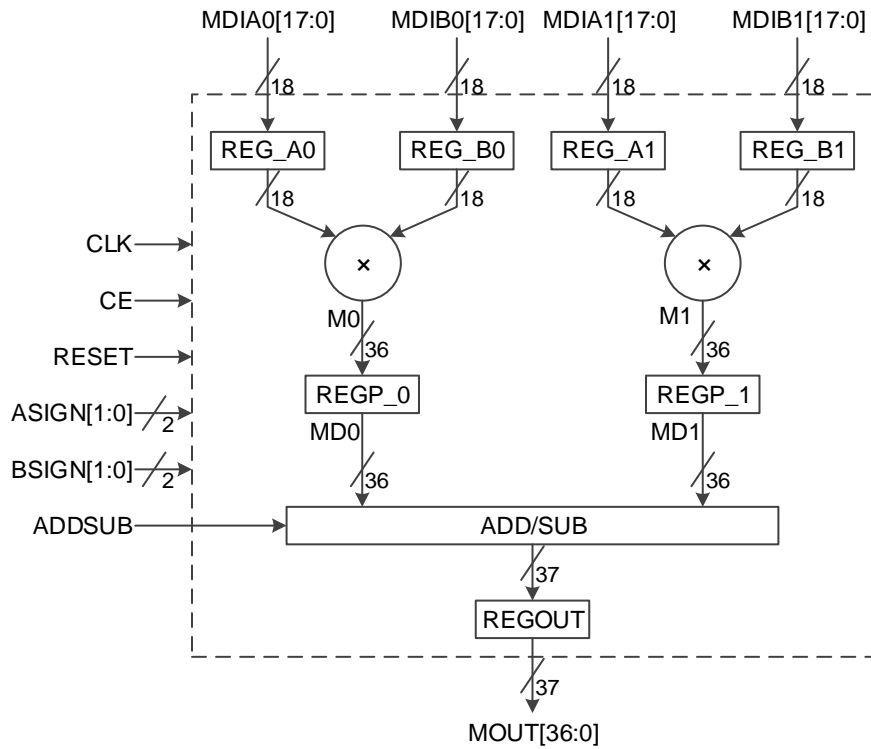 MDIA0[17:0] MDIB0[17:0] MDIA1[17:0] MDIB1[17:0]
18 18 18 18
REG_A0 REG_B0 REG_A1 REG_B1
18 18 18 18
CLK
× ×
CE
M0 M1
36 36
RESET
REGP_0 REGP_1
ASIGN[1:0] 2
MD0 MD1
BSIGN[1:0] 2
36 36
ADDSUB ADD/SUB
37
REGOUT
37
MOUT[36:0]